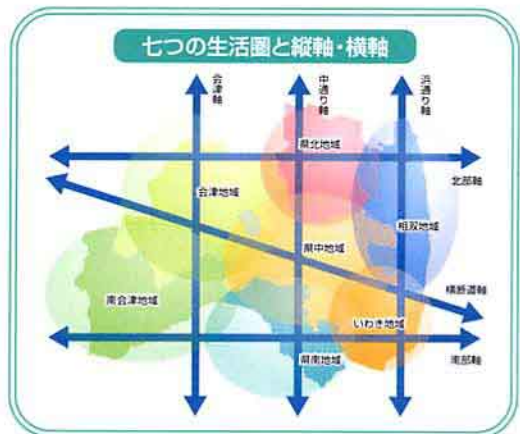 七つの生活圏と縦軸・横軸
会津軸
中通り軸
浜通り軸
県北地域
北部軸
会津地域
相双地域
県中地域
横断道軸
南会津地域
いわき地域
県南地域
南部軸